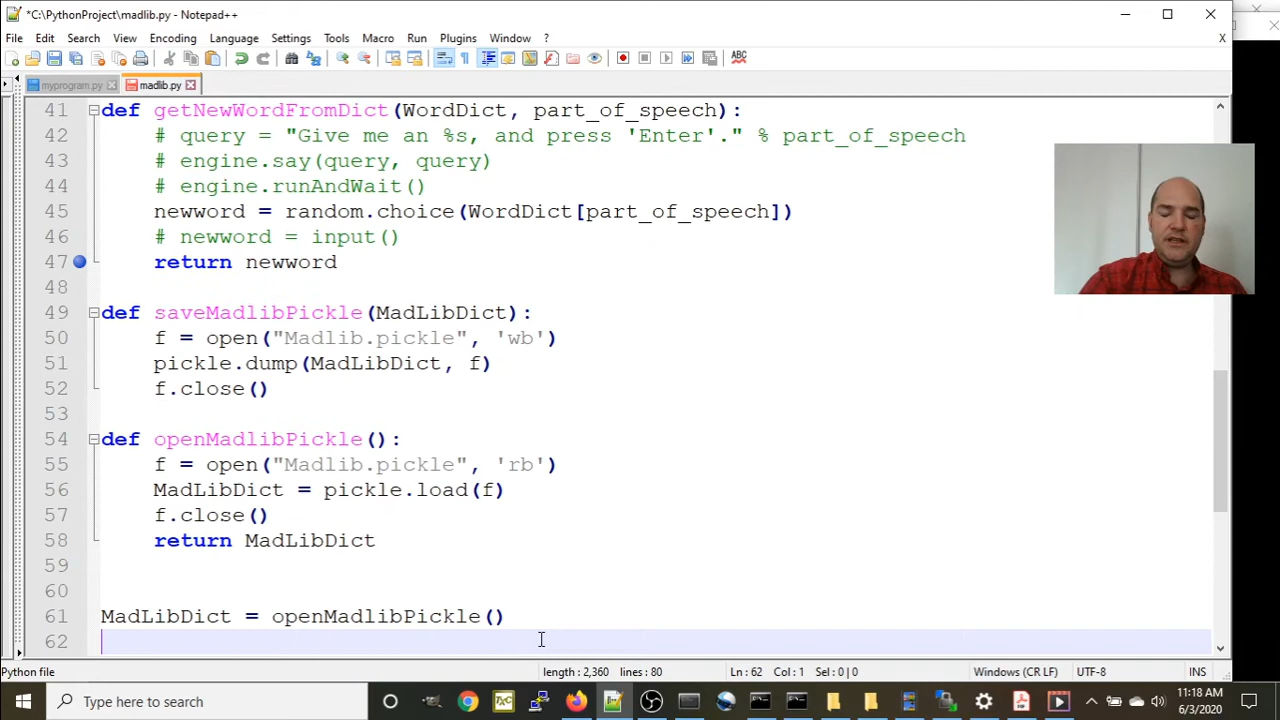 *C:\PythonProject\madlib.py - Notepad++
File Edit Search View Encoding Language Settings Tools Macro Run Plugins Window ? X
myprogram.py madlib.py
41 def getNewWordFromDict(WordDict, part_of_speech):
42 # query = "Give me an %s, and press 'Enter'." % part_of_speech
43 # engine.say(query, query)
44 # engine.runAndWait()
45 newword = random.choice(WordDict[part_of_speech])
46 # newword = input()
47 return newword
48
49 def saveMadlibPickle(MadLibDict):
50 f = open("Madlib.pickle", 'wb')
51 pickle.dump(MadLibDict, f)
52 f.close()
53
54 def openMadlibPickle():
55 f = open("Madlib.pickle", 'rb')
56 MadLibDict = pickle.load(f)
57 f.close()
58 return MadLibDict
59
60
61 MadLibDict = openMadlibPickle()
62
Python file length : 2,360 lines : 80 Ln : 62 Col : 1 Sel : 0 | 0 Windows (CR LF) UTF-8 INS
Type here to search
11:18 AM
6/3/2020